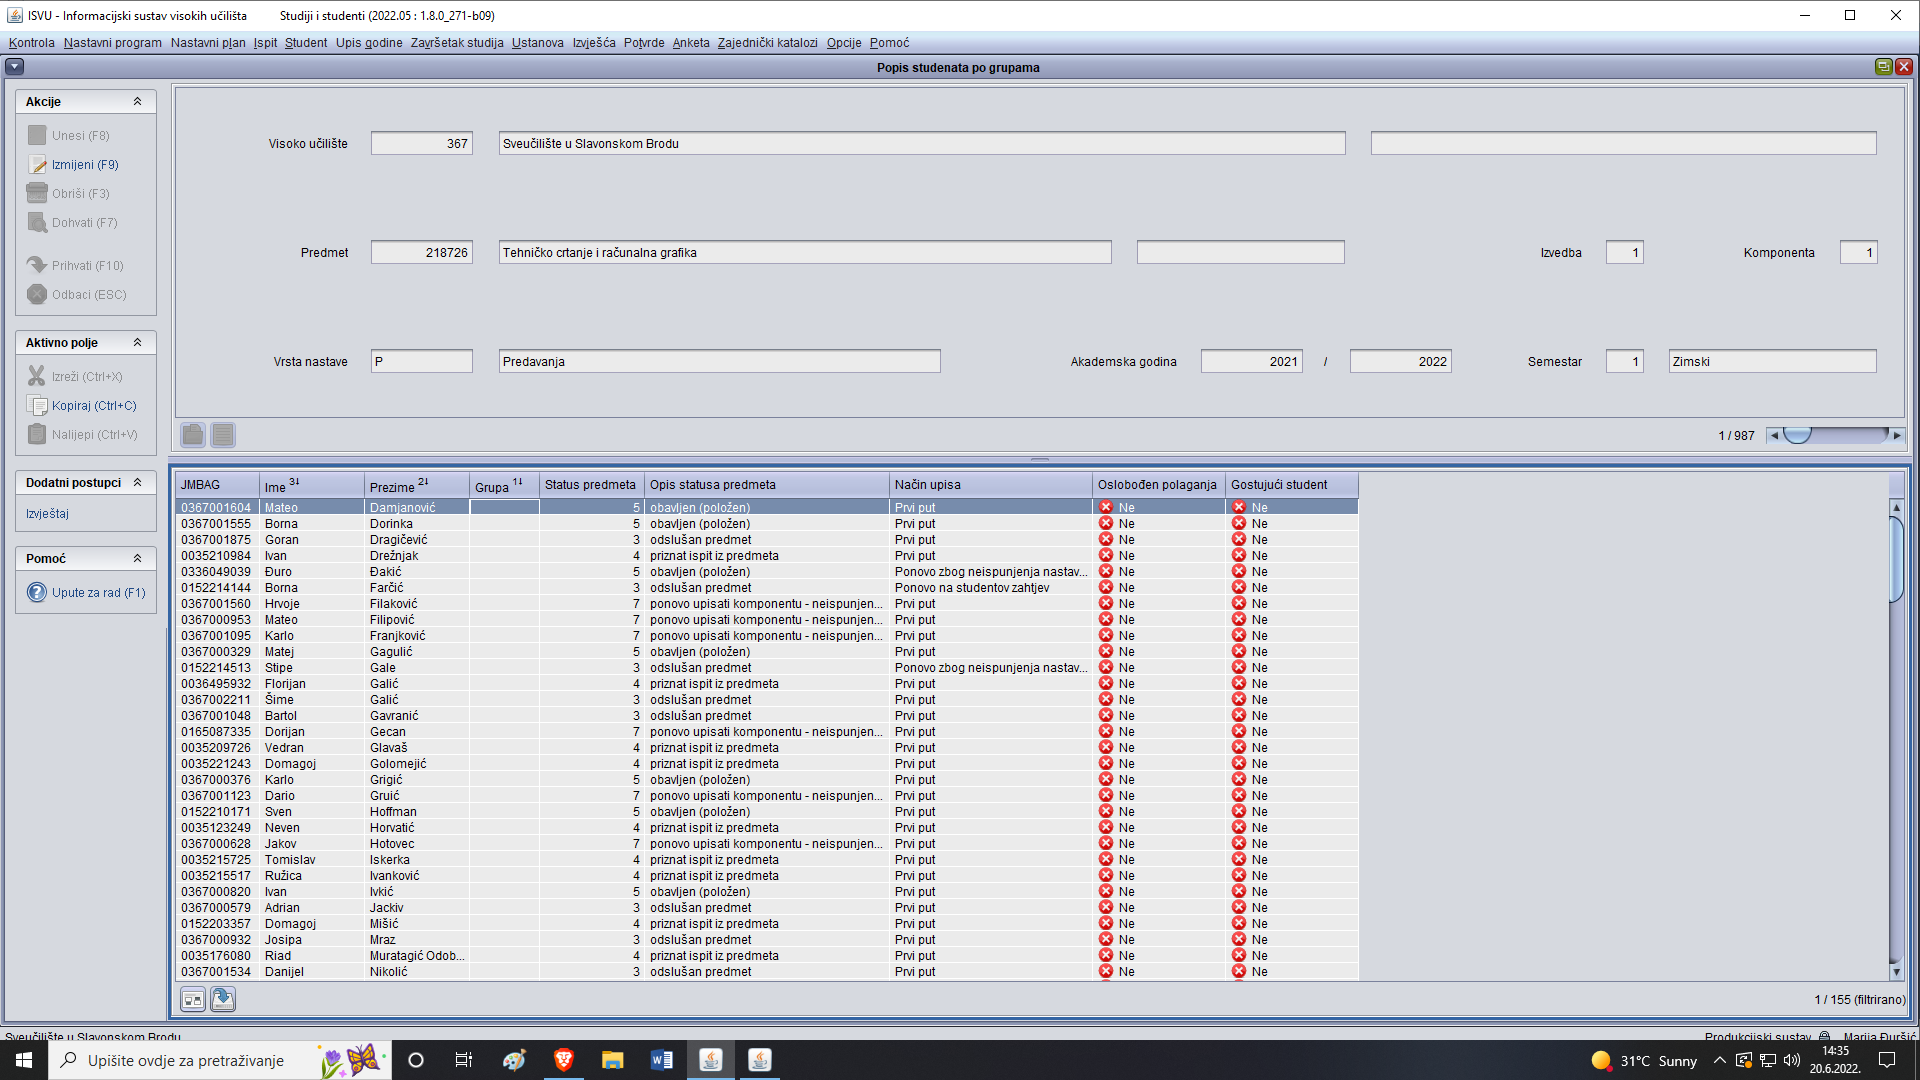 ISVU - Informacijski sustav visokih učilišta Studiji i studenti (2022.05 : 1.8.0_271-b09)
Kontrola Nastavni program Nastavni plan Ispit Student Upis godine Završetak studija Ustanova Izvješća Potvrde Anketa Zajednički katalozi Opcije Pomoć
Popis studenata po grupama
Akcije
Unesi (F8)
Izmijeni (F9)
Obriši (F3)
Dohvati (F7)
Prihvati (F10)
Odbaci (ESC)
Aktivno polje
Izreži (Ctrl+X)
Kopiraj (Ctrl+C)
Nalijepi (Ctrl+V)
Dodatni postupci
Izvještaj
Pomoć
Upute za rad (F1)
Visoko učilište 367 Sveučilište u Slavonskom Brodu
Predmet 218726 Tehničko crtanje i računalna grafika Izvedba 1 Komponenta 1
Vrsta nastave P Predavanja Akademska godina 2021 / 2022 Semestar 1 Zimski
1 / 987
JMBAG Ime 3 Prezime 2 Grupa 1 Status predmeta Opis statusa predmeta Način upisa Oslobođen polaganja Gostujući student
0367001604 Mateo Damjanović 5 obavljen (položen) Prvi put Ne Ne
0367001555 Borna Dorinka 5 obavljen (položen) Prvi put Ne Ne
0367001875 Goran Dragičević 3 odslušan predmet Prvi put Ne Ne
0035210984 Ivan Drežnjak 4 priznat ispit iz predmeta Prvi put Ne Ne
0336049039 Đuro Đakić 5 obavljen (položen) Ponovo zbog neispunjenja nastav... Ne Ne
0152214144 Borna Farčić 3 odslušan predmet Ponovo na studentov zahtjev Ne Ne
0367001560 Hrvoje Filaković 7 ponovo upisati komponentu - neispunjen... Prvi put Ne Ne
0367000953 Mateo Filipović 7 ponovo upisati komponentu - neispunjen... Prvi put Ne Ne
0367001095 Karlo Franjković 7 ponovo upisati komponentu - neispunjen... Prvi put Ne Ne
0367000329 Matej Gagulić 5 obavljen (položen) Prvi put Ne Ne
0152214513 Stipe Gale 3 odslušan predmet Ponovo zbog neispunjenja nastav... Ne Ne
0036495932 Florijan Galić 4 priznat ispit iz predmeta Prvi put Ne Ne
0367002211 Šime Galić 3 odslušan predmet Prvi put Ne Ne
0367001048 Bartol Gavranić 3 odslušan predmet Prvi put Ne Ne
0165087335 Dorijan Gecan 7 ponovo upisati komponentu - neispunjen... Prvi put Ne Ne
0035209726 Vedran Glavaš 4 priznat ispit iz predmeta Prvi put Ne Ne
0035221243 Domagoj Golomejić 4 priznat ispit iz predmeta Prvi put Ne Ne
0367000376 Karlo Grigić 5 obavljen (položen) Prvi put Ne Ne
0367001123 Dario Gruić 7 ponovo upisati komponentu - neispunjen... Prvi put Ne Ne
0152210171 Sven Hoffman 5 obavljen (položen) Prvi put Ne Ne
0035123249 Neven Horvatić 4 priznat ispit iz predmeta Prvi put Ne Ne
0367000628 Jakov Hotovec 7 ponovo upisati komponentu - neispunjen... Prvi put Ne Ne
0035215725 Tomislav Iskerka 4 priznat ispit iz predmeta Prvi put Ne Ne
0035215517 Ružica Ivanković 4 priznat ispit iz predmeta Prvi put Ne Ne
0367000820 Ivan Ivkić 5 obavljen (položen) Prvi put Ne Ne
0367000579 Adrian Jackiv 3 odslušan predmet Prvi put Ne Ne
0152203357 Domagoj Mišić 4 priznat ispit iz predmeta Prvi put Ne Ne
0367000932 Josipa Mraz 3 odslušan predmet Prvi put Ne Ne
0035176080 Riad Muratagić Odob... 4 priznat ispit iz predmeta Prvi put Ne Ne
0367001534 Danijel Nikolić 3 odslušan predmet Prvi put Ne Ne
1 / 155 (filtrirano)
Sveučilište u Slavonskom Brodu Produkcijski sustav Marija Đuršić
Upišite ovdje za pretraživanje 31°C Sunny 14:35
20.6.2022.